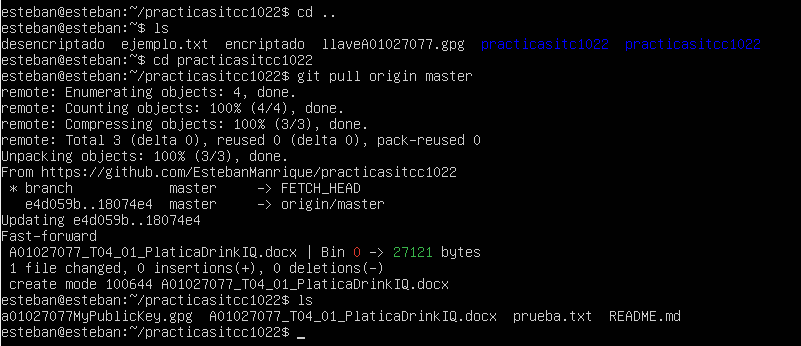 esteban@esteban:~/practicasitcc1022$ cd ..
esteban@esteban:~$ ls
desencriptado ejemplo.txt encriptado llaveA01027077.gpg practicasitc1022 practicasitcc1022
esteban@esteban:~$ cd practicasitcc1022
esteban@esteban:~/practicasitcc1022$ git pull origin master
remote: Enumerating objects: 4, done.
remote: Counting objects: 100% (4/4), done.
remote: Compressing objects: 100% (3/3), done.
remote: Total 3 (delta 0), reused 0 (delta 0), pack-reused 0
Unpacking objects: 100% (3/3), done.
From https://github.com/EstebanManrique/practicasitcc1022
 * branch            master     -> FETCH_HEAD
   e4d059b..18074e4  master     -> origin/master
Updating e4d059b..18074e4
Fast-forward
 A01027077_T04_01_PlaticaDrinkIQ.docx | Bin 0 -> 27121 bytes
 1 file changed, 0 insertions(+), 0 deletions(-)
 create mode 100644 A01027077_T04_01_PlaticaDrinkIQ.docx
esteban@esteban:~/practicasitcc1022$ ls
a01027077MyPublicKey.gpg A01027077_T04_01_PlaticaDrinkIQ.docx prueba.txt README.md
esteban@esteban:~/practicasitcc1022$ _